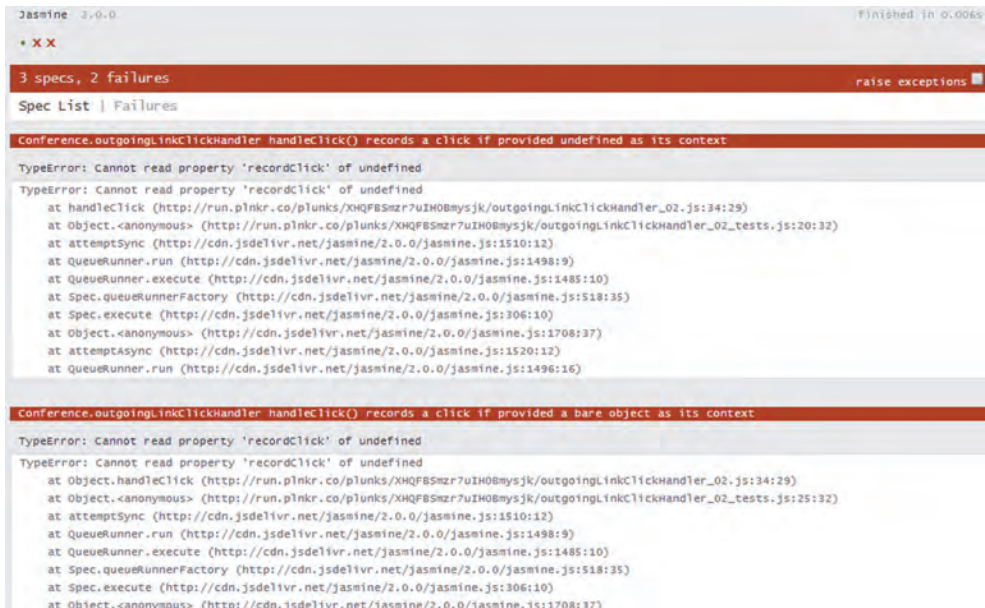 Jasmine 2.0.0
finished in 0.006s
• X X
3 specs, 2 failures
raise exceptions
Spec List | Failures
Conference.outgoingLinkClickHandler handleClick() records a click if provided undefined as its context
TypeError: Cannot read property 'recordClick' of undefined
TypeError: Cannot read property 'recordClick' of undefined
at handleClick (http://run.plnkr.co/plunks/XHQFBSmzr7uIHOBmysjk/outgoingLinkClickHandler_02.js:34:29)
at Object.<anonymous> (http://run.plnkr.co/plunks/XHQFBSmzr7uIHOBmysjk/outgoingLinkClickHandler_02_tests.js:20:32)
at attemptSync (http://cdn.jsdelivr.net/jasmine/2.0.0/jasmine.js:1510:12)
at QueueRunner.run (http://cdn.jsdelivr.net/jasmine/2.0.0/jasmine.js:1498:9)
at QueueRunner.execute (http://cdn.jsdelivr.net/jasmine/2.0.0/jasmine.js:1485:10)
at Spec.queueRunnerFactory (http://cdn.jsdelivr.net/jasmine/2.0.0/jasmine.js:518:35)
at Spec.execute (http://cdn.jsdelivr.net/jasmine/2.0.0/jasmine.js:306:10)
at Object.<anonymous> (http://cdn.jsdelivr.net/jasmine/2.0.0/jasmine.js:1708:37)
at attemptAsync (http://cdn.jsdelivr.net/jasmine/2.0.0/jasmine.js:1520:12)
at QueueRunner.run (http://cdn.jsdelivr.net/jasmine/2.0.0/jasmine.js:1496:16)
Conference.outgoingLinkClickHandler handleClick() records a click if provided a bare object as its context
TypeError: Cannot read property 'recordClick' of undefined
TypeError: Cannot read property 'recordClick' of undefined
at Object.handleClick (http://run.plnkr.co/plunks/XHQFBSmzr7uIHOBmysjk/outgoingLinkClickHandler_02.js:34:29)
at Object.<anonymous> (http://run.plnkr.co/plunks/XHQFBSmzr7uIHOBmysjk/outgoingLinkClickHandler_02_tests.js:25:32)
at attemptSync (http://cdn.jsdelivr.net/jasmine/2.0.0/jasmine.js:1510:12)
at QueueRunner.run (http://cdn.jsdelivr.net/jasmine/2.0.0/jasmine.js:1498:9)
at QueueRunner.execute (http://cdn.jsdelivr.net/jasmine/2.0.0/jasmine.js:1485:10)
at Spec.queueRunnerFactory (http://cdn.jsdelivr.net/jasmine/2.0.0/jasmine.js:518:35)
at Spec.execute (http://cdn.jsdelivr.net/jasmine/2.0.0/jasmine.js:306:10)
at Object.<anonymous> (http://cdn.jsdelivr.net/jasmine/2.0.0/jasmine.js:1708:37)